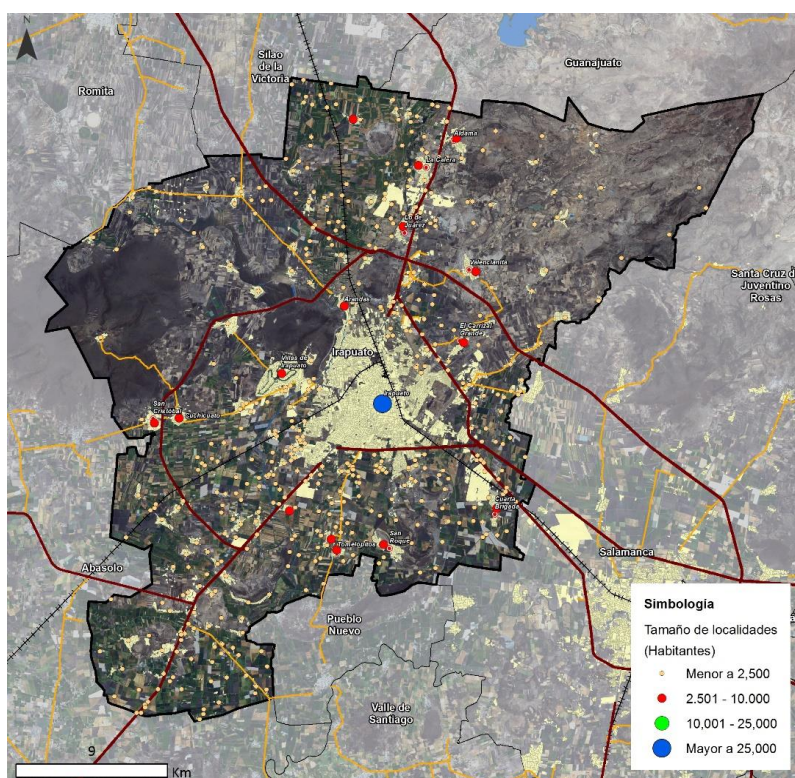 N
Silao
de la
Victoria
Guanajuato
Romita
Aldama
La Calera
Lo de
Juárez
Valencianita
Santa Cruz d
Juventino
Rosas
Arandas
El Carrizal
Grande
Irapuato
Villas de
Irapuato
Irapuato
San
Cristóbal
Cuchicuato
Cuarta
Brigada
San
Roque
Tomelopitos
Salamanca
Abasolo
Pueblo
Nuevo
Valle de
Santiago
Simbología
Tamaño de localidades
(Habitantes)
Menor a 2,500
2.501 - 10.000
10,001 - 25,000
Mayor a 25,000
9
Km